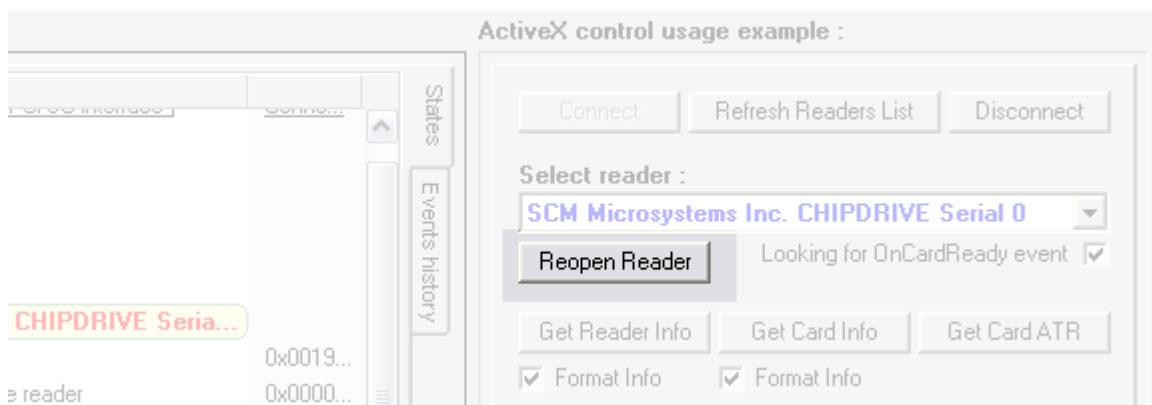 ActiveX control usage example :
States
Connect
Refresh Readers List
Disconnect
Select reader :
SCM Microsystems Inc. CHIPDRIVE Serial 0
Events history
Reopen Reader
Looking for OnCardReady event
CHIPDRIVE Seria...
Get Reader Info
Get Card Info
Get Card ATR
0x0019...
Format Info
Format Info
e reader
0x0000...